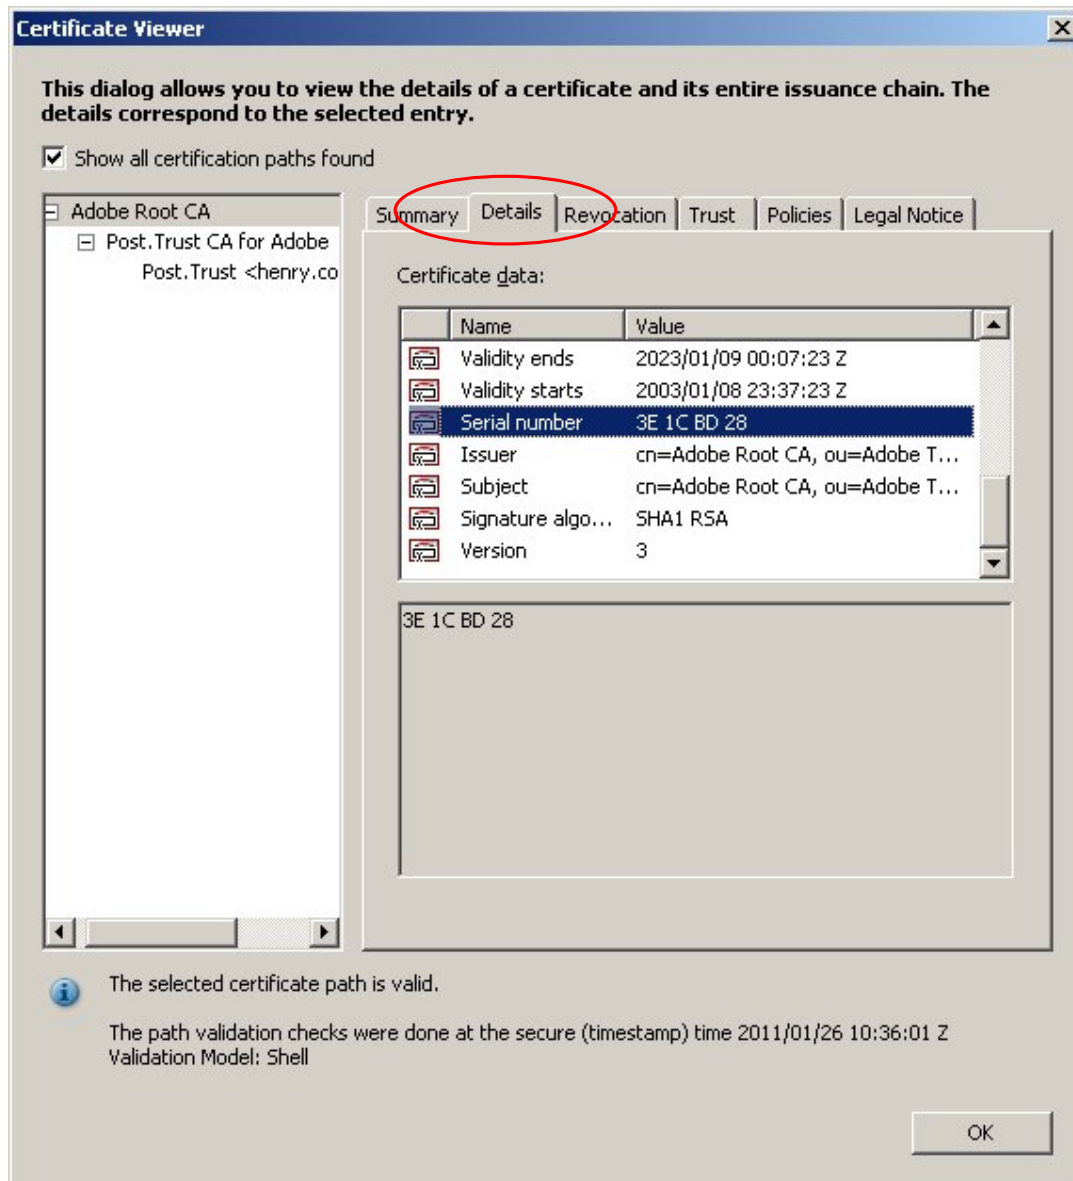 Certificate Viewer
This dialog allows you to view the details of a certificate and its entire issuance chain. The
details correspond to the selected entry.
Show all certification paths found
Adobe Root CA
Post.Trust CA for Adobe
Post.Trust <henry.co
Summary Details Revocation Trust Policies Legal Notice
Certificate data:
Name Value
Validity ends 2023/01/09 00:07:23 Z
Validity starts 2003/01/08 23:37:23 Z
Serial number 3E 1C BD 28
Issuer cn=Adobe Root CA, ou=Adobe T...
Subject cn=Adobe Root CA, ou=Adobe T...
Signature algo... SHA1 RSA
Version 3
3E 1C BD 28
The selected certificate path is valid.
The path validation checks were done at the secure (timestamp) time 2011/01/26 10:36:01 Z
Validation Model: Shell
OK